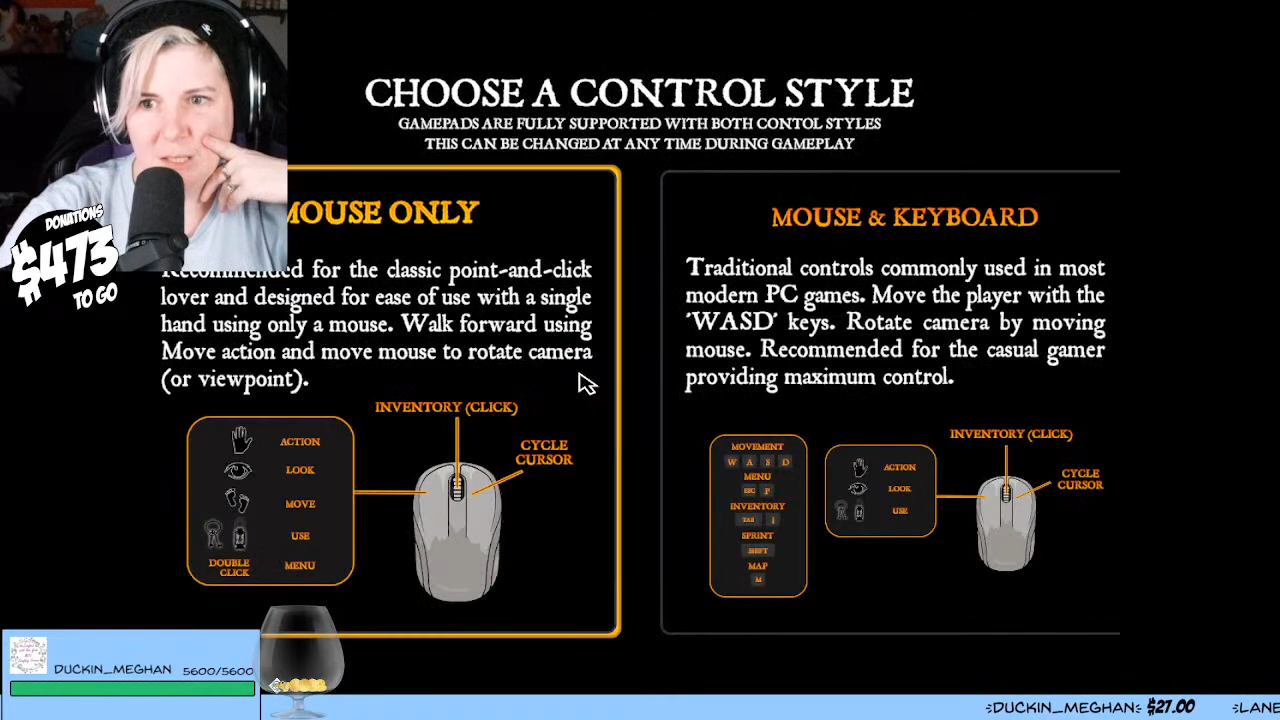 CHOOSE A CONTROL STYLE
GAMEPADS ARE FULLY SUPPORTED WITH BOTH CONTOL STYLES
THIS CAN BE CHANGED AT ANY TIME DURING GAMEPLAY
MOUSE ONLY
Recommended for the classic point-and-click
lover and designed for ease of use with a single
hand using only a mouse. Walk forward using
Move action and move mouse to rotate camera
(or viewpoint).
INVENTORY (CLICK)
CYCLE
CURSOR
ACTION
LOOK
MOVE
USE
DOUBLE
CLICK
MENU
MOUSE & KEYBOARD
Traditional controls commonly used in most
modern PC games. Move the player with the
'WASD' keys. Rotate camera by moving
mouse. Recommended for the casual gamer
providing maximum control.
MOVEMENT
W A S D
MENU
ESC P
INVENTORY
TAB I
SPRINT
SHIFT
MAP
M
ACTION
LOOK
USE
INVENTORY (CLICK)
CYCLE
CURSOR
DONATIONS
$473
TO GO
DUCKIN_MEGHAN 5600/5600
DUCKIN_MEGHAN $27.00 LANE